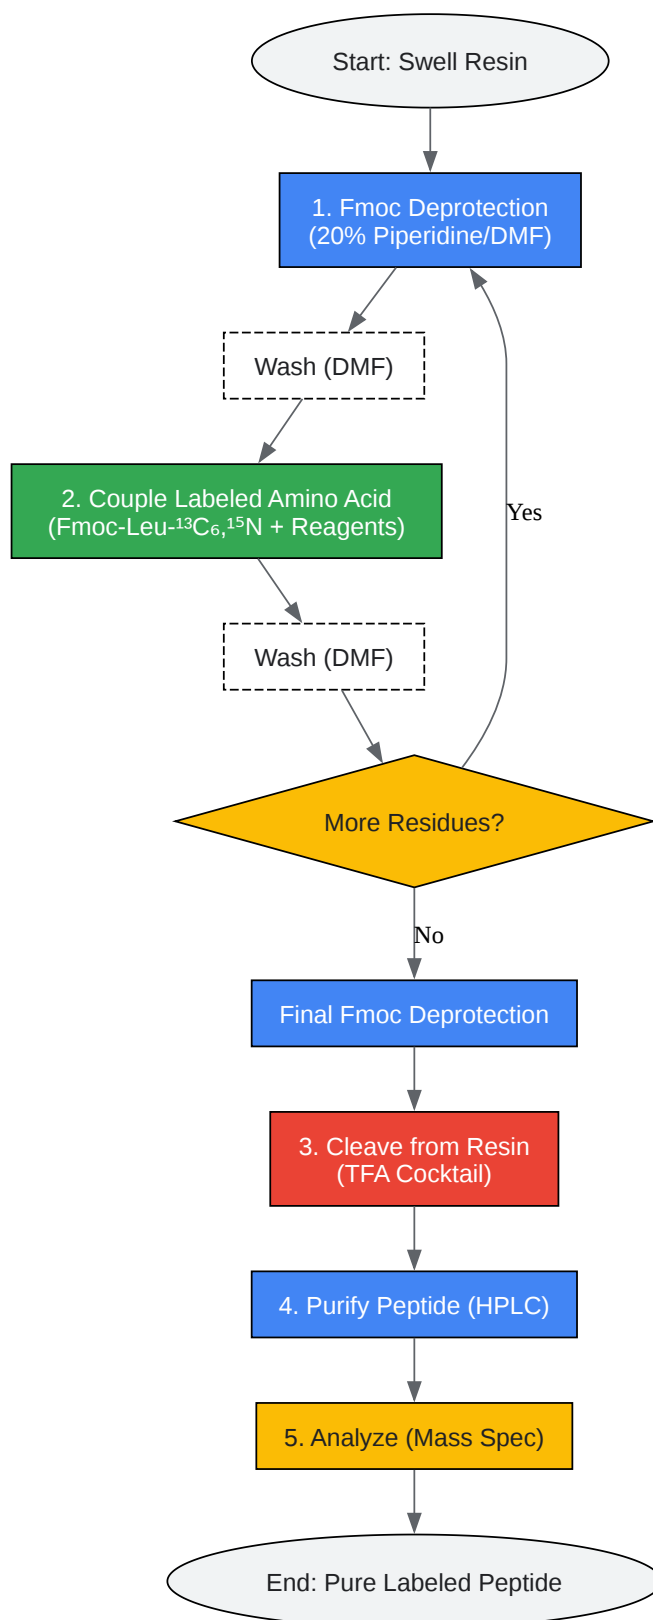 Start: Swell Resin
1. Fmoc Deprotection
(20% Piperidine/DMF)
Wash (DMF)
2. Couple Labeled Amino Acid
(Fmoc-Leu-¹³C₆,¹⁵N + Reagents)
Yes
Wash (DMF)
More Residues?
No
Final Fmoc Deprotection
3. Cleave from Resin
(TFA Cocktail)
4. Purify Peptide (HPLC)
5. Analyze (Mass Spec)
End: Pure Labeled Peptide